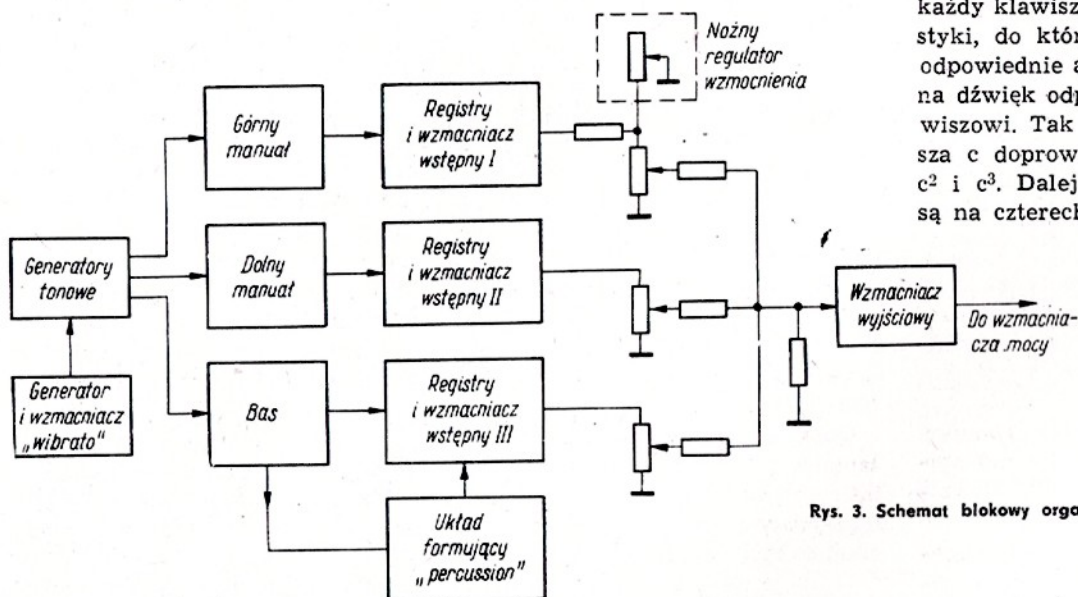 każdy klawisz
styki, do któr
odpowiednie a
na dźwięk odp
wiszowi. Tak
sza c doprow
c² i c³. Dalej
są na czterech
Nożny
regulator
wzmocnienia
Górny
manuał
Registry
i wzmacniacz
wstępny I
Generatory
tonowe
Dolny
manuał
Registry
i wzmacniacz
wstępny II
Wzmacniacz
wyjściowy
Do wzmacnia-
cza mocy
Generator
i wzmacniacz
„wibrato"
Bas
Registry
i wzmacniacz
wstępny III
Układ
formujący
„percussion"
Rys. 3. Schemat blokowy orga